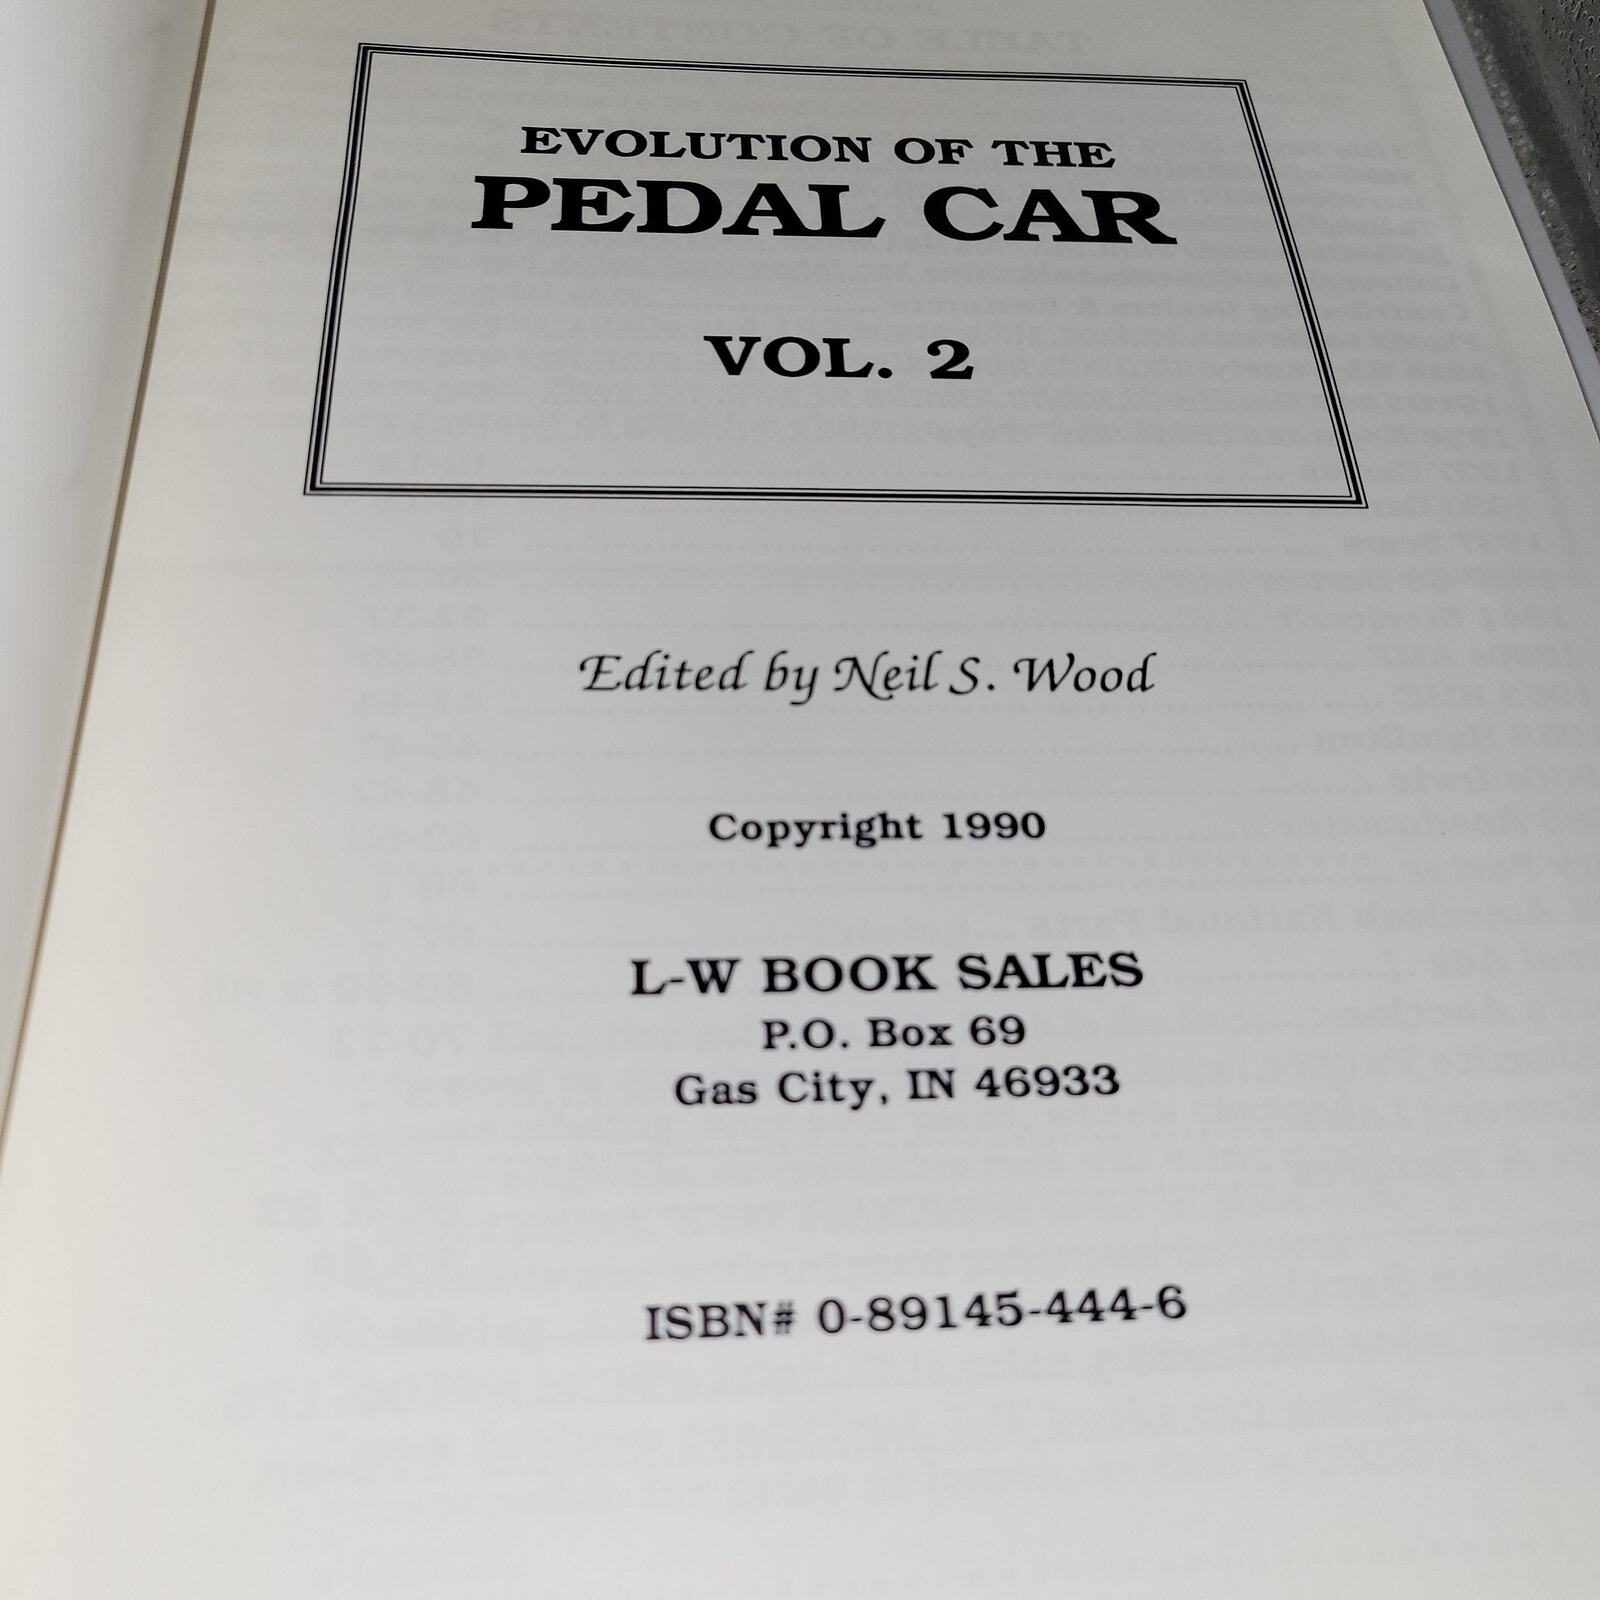 EVOLUTION OF THE
PEDAL CAR
VOL. 2
Edited by Neil S. Wood
Copyright 1990
L-W BOOK SALES
P.O. Box 69
Gas City, IN 46933
ISBN# 0-89145-444-6